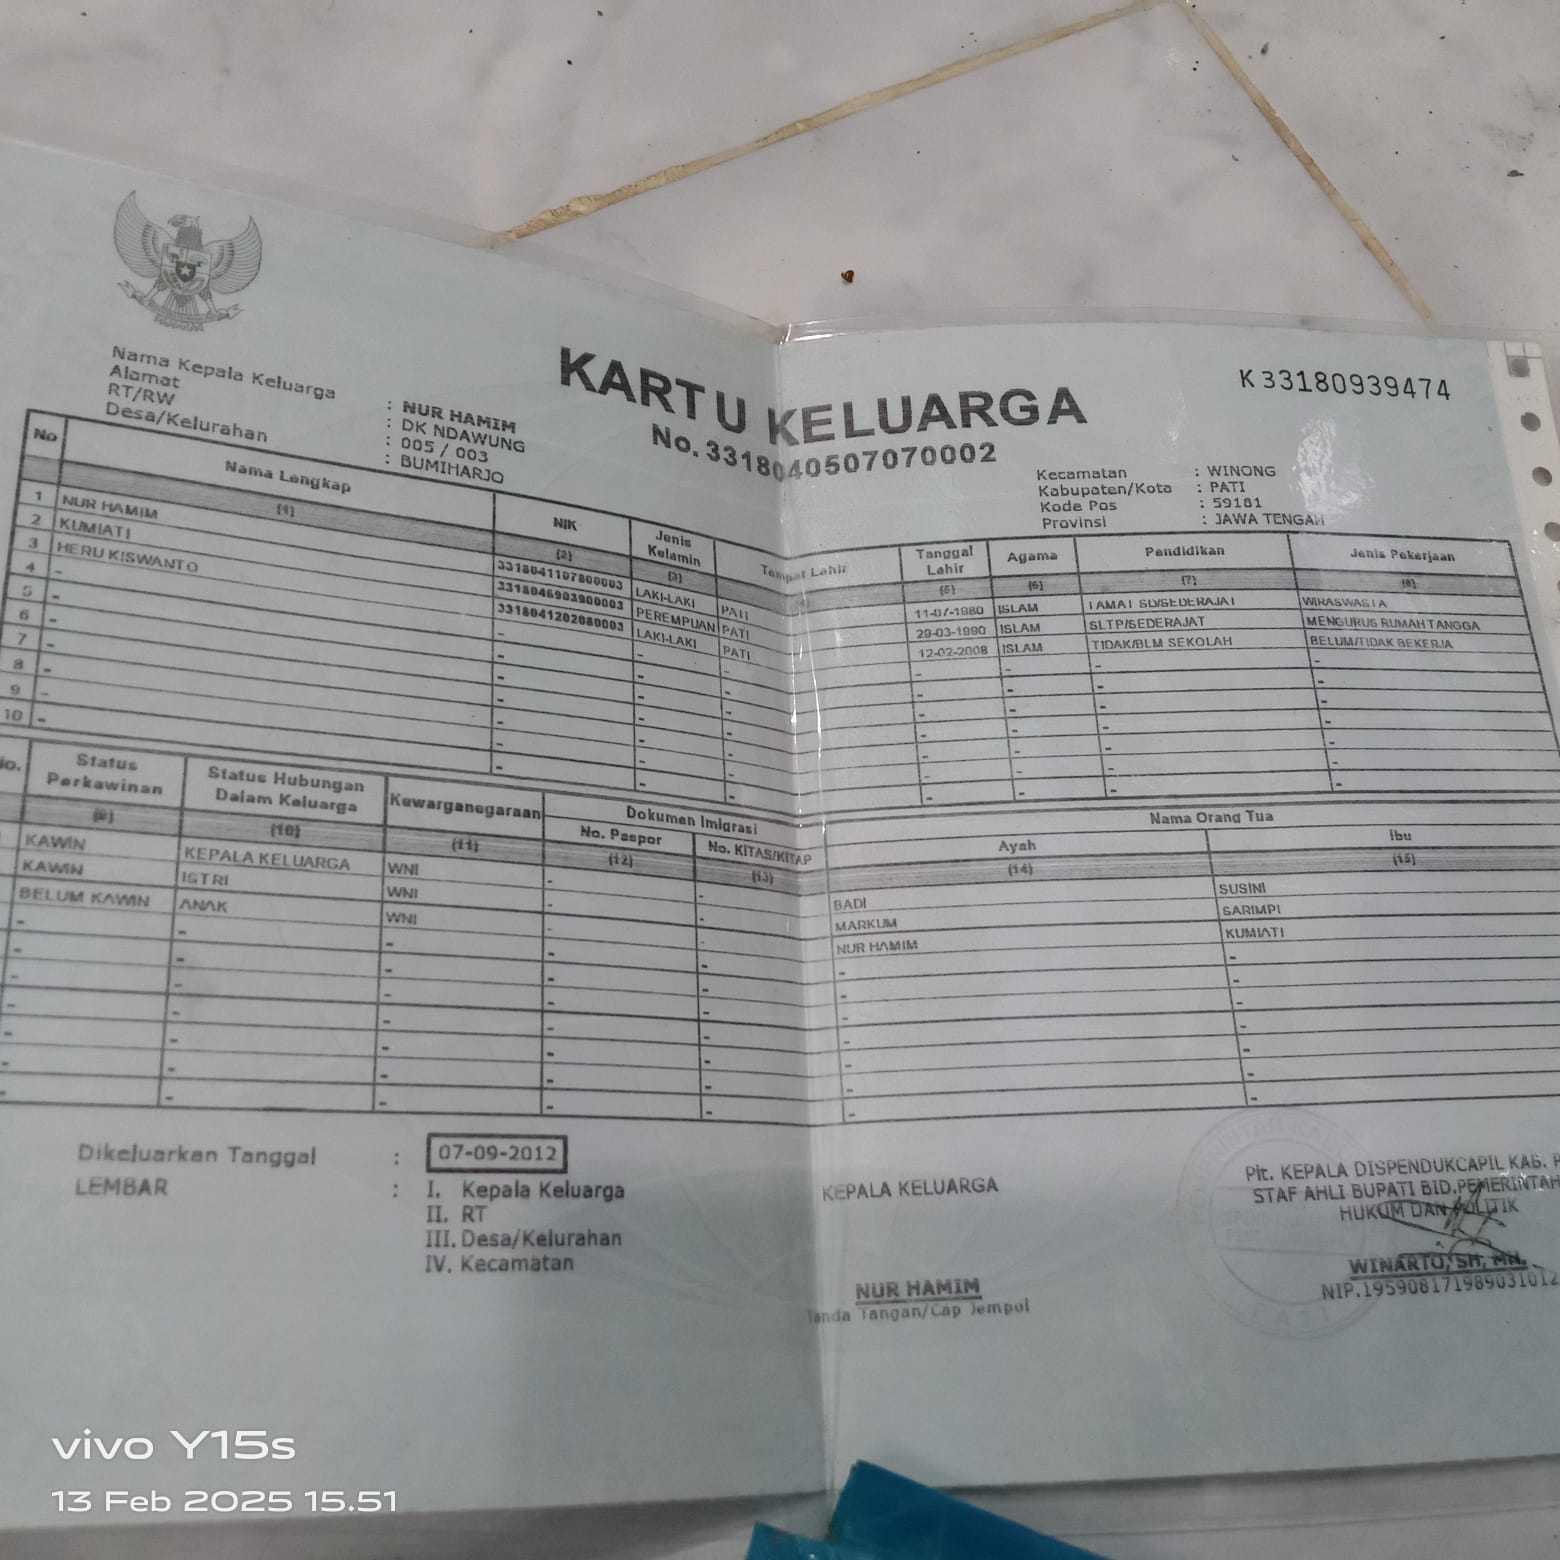 KARTU KELUARGA
No. 3318040507070002
K 33180939474
Nama Kepala Keluarga : NUR HAMIM
Alamat : DK NDAWUNG
RT/RW : 005 / 003
Desa/Kelurahan : BUMIHARJO
Kecamatan : WINONG
Kabupaten/Kota : PATI
Kode Pos : 59181
Provinsi : JAWA TENGAH
No Nama Lengkap NIK Jenis Kelamin Tempat Lahir Tanggal Lahir Agama Pendidikan Jenis Pekerjaan
(1) (2) (3) (4) (5) (6) (7) (8)
1 NUR HAMIM 3318041107800003 LAKI-LAKI PATI 11-07-1980 ISLAM TAMAT SD/SEDERAJAT WIRASWASTA
2 KUMIATI 3318046903900003 PEREMPUAN PATI 29-03-1990 ISLAM SLTP/SEDERAJAT MENGURUS RUMAH TANGGA
3 HERU KISWANTO 3318041202080003 LAKI-LAKI PATI 12-02-2008 ISLAM TIDAK/BLM SEKOLAH BELUM/TIDAK BEKERJA
4 - - - - - - - -
5 - - - - - - - -
6 - - - - - - - -
7 - - - - - - - -
8 - - - - - - - -
9 - - - - - - - -
10 - - - - - - - -
No. Status Perkawinan Status Hubungan Dalam Keluarga Kewarganegaraan Dokumen Imigrasi Nama Orang Tua
No. Paspor No. KITAS/KITAP Ayah Ibu
(9) (10) (11) (12) (13) (14) (15)
KAWIN KEPALA KELUARGA WNI - - BADI SUSINI
KAWIN ISTRI WNI - - MARKUM SARIMPI
BELUM KAWIN ANAK WNI - - NUR HAMIM KUMIATI
- - - - - - -
- - - - - - -
- - - - - - -
- - - - - - -
- - - - - - -
- - - - - - -
- - - - - - -
Dikeluarkan Tanggal : 07-09-2012
LEMBAR : I. Kepala Keluarga
II. RT
III. Desa/Kelurahan
IV. Kecamatan
KEPALA KELUARGA
NUR HAMIM
Tanda Tangan/Cap Jempol
Plt. KEPALA DISPENDUKCAPIL KAB. P
STAF AHLI BUPATI BID.PEMERINTAH
HUKUM DAN POLITIK
WINARTO, SH, MH.
NIP.195908171989031012
PATI
vivo Y15s
13 Feb 2025 15.51